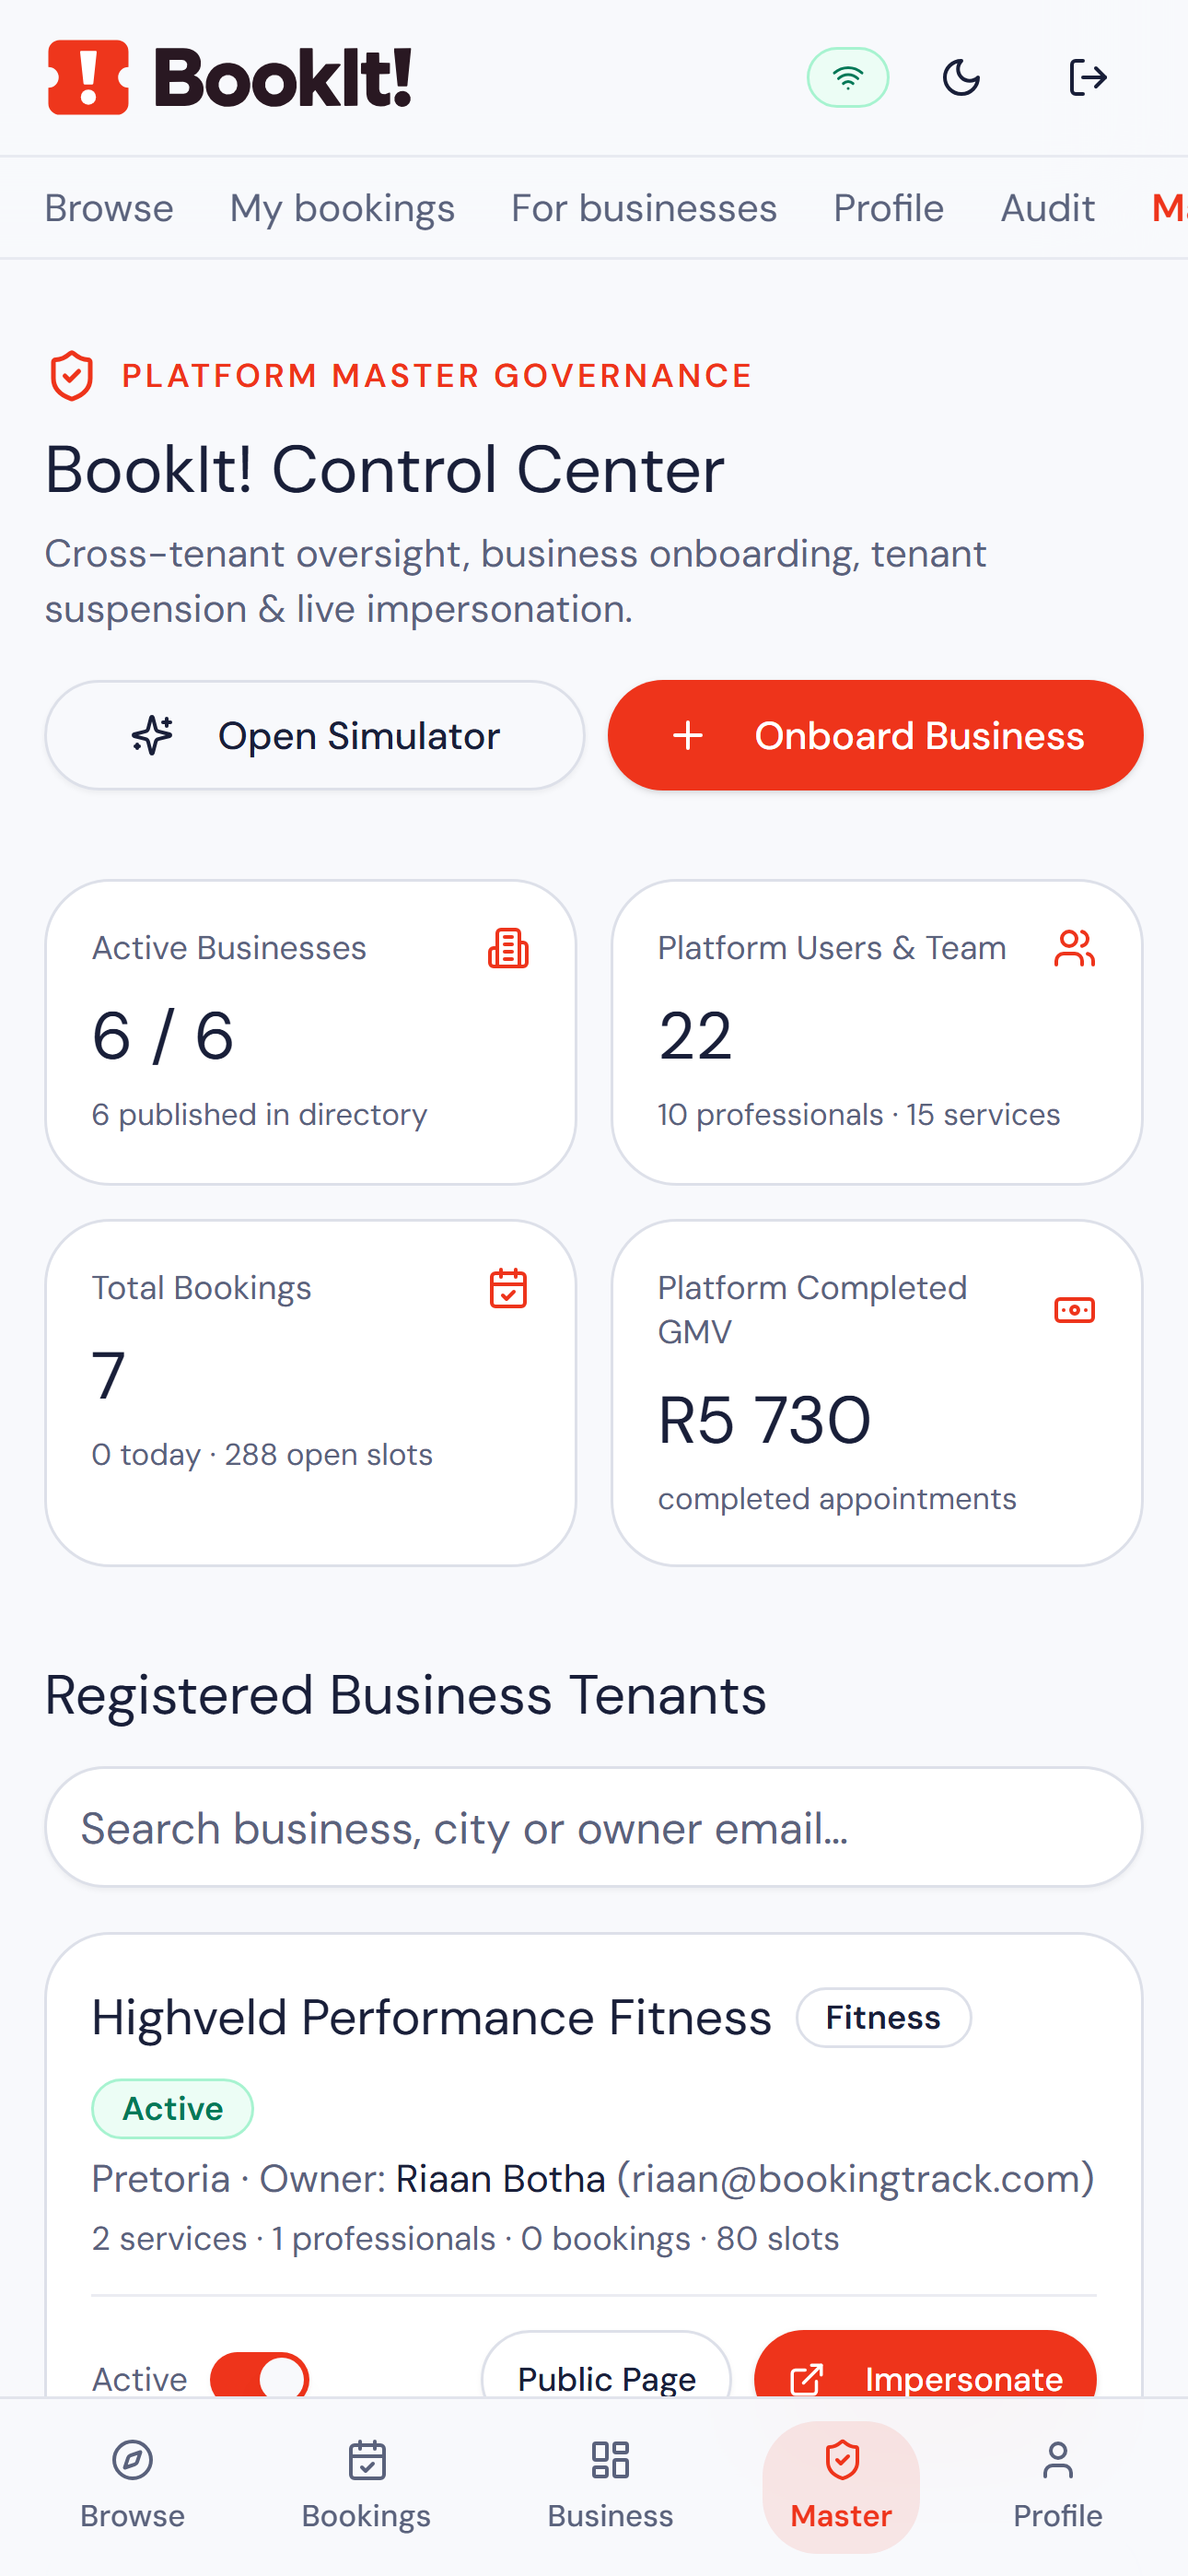 BookIt!
Browse My bookings For businesses Profile Audit
PLATFORM MASTER GOVERNANCE
BookIt! Control Center
Cross-tenant oversight, business onboarding, tenant
suspension & live impersonation.
Open Simulator
Onboard Business
Active Businesses
6 / 6
6 published in directory
Platform Users & Team
22
10 professionals · 15 services
Total Bookings
7
0 today · 288 open slots
Platform Completed
GMV
R5 730
completed appointments
Registered Business Tenants
Search business, city or owner email...
Highveld Performance Fitness Fitness
Active
Pretoria · Owner: Riaan Botha (riaan@bookingtrack.com)
2 services · 1 professionals · 0 bookings · 80 slots
Active Public Page Impersonate
Browse Bookings Business Master Profile